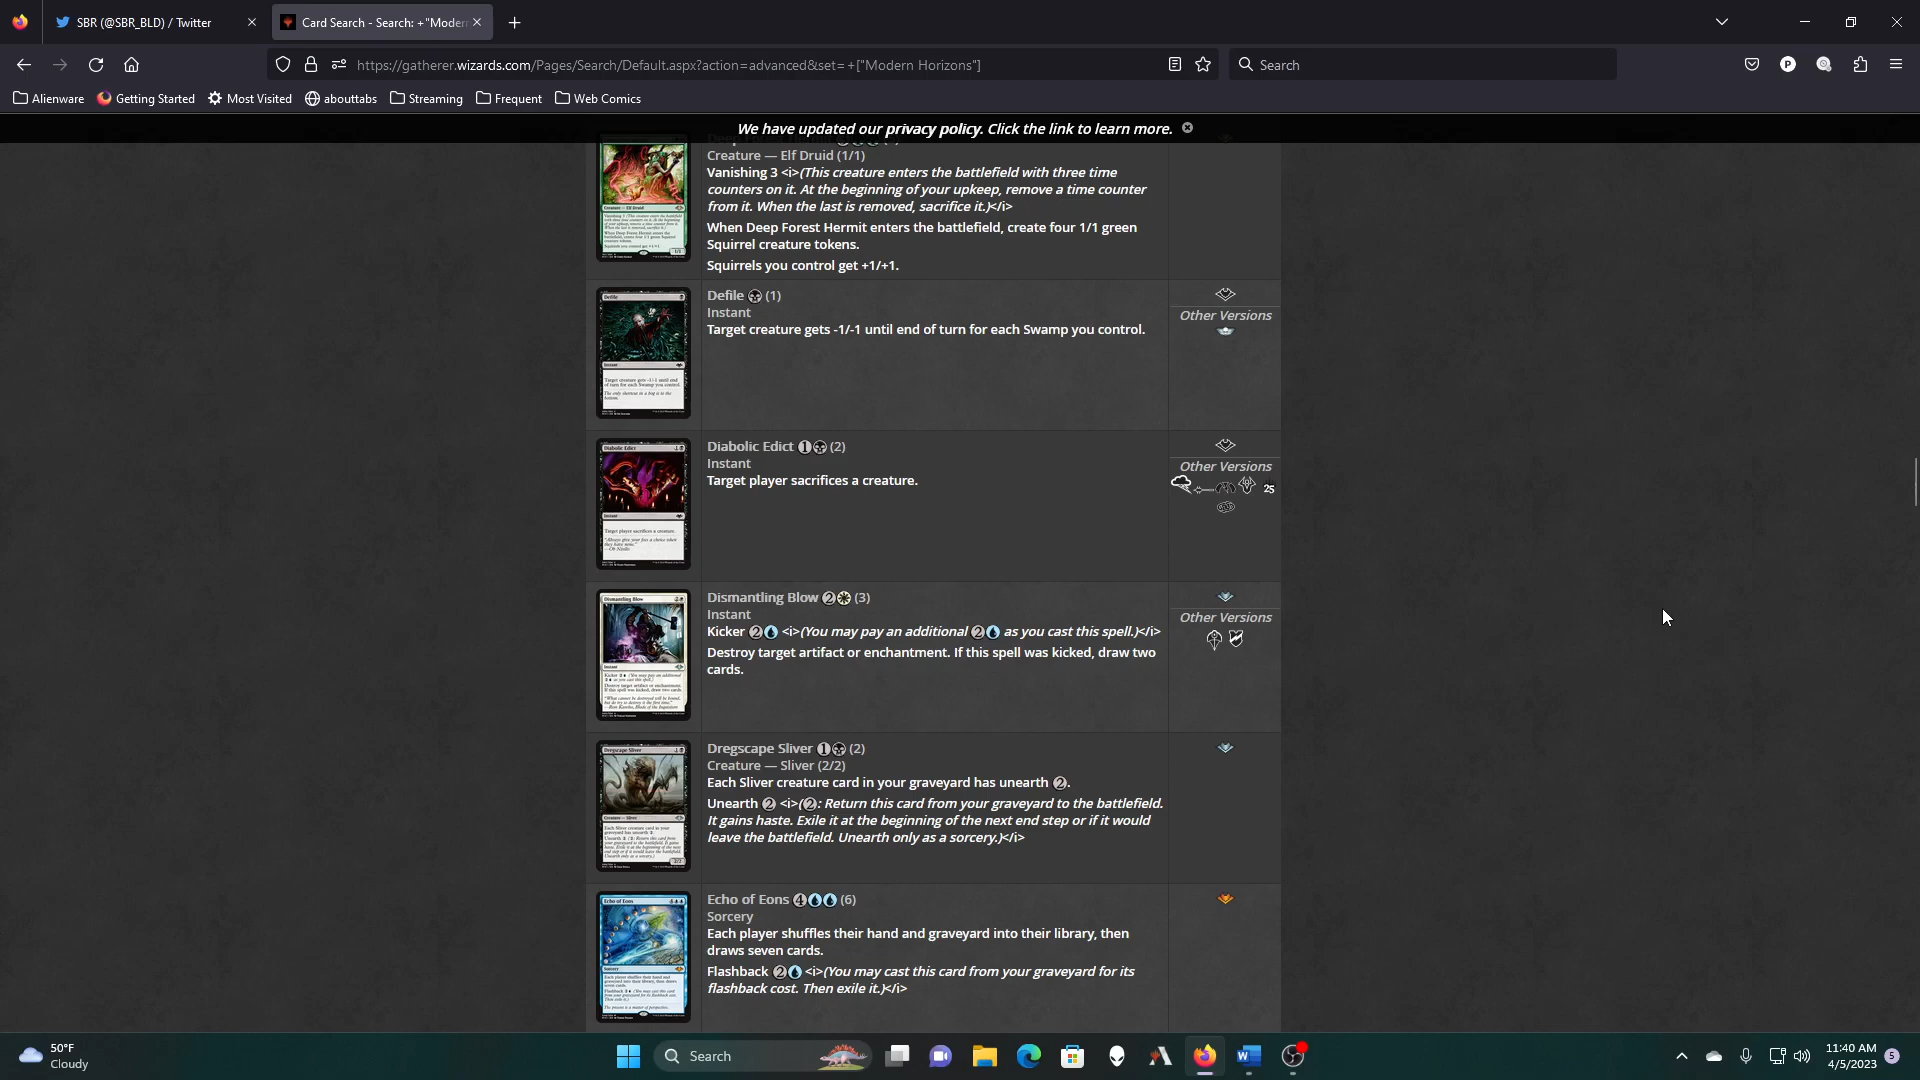 SBR (@SBR_BLD) / Twitter
Card Search - Search: +"Modern
https://gatherer.wizards.com/Pages/Search/Default.aspx?action=advanced&set=+["Modern Horizons"]
Search
Alienware
Getting Started
Most Visited
abouttabs
Streaming
Frequent
Web Comics
We have updated our privacy policy. Click the link to learn more.
Creature — Elf Druid (1/1)
Vanishing 3 <i>(This creature enters the battlefield with three time
counters on it. At the beginning of your upkeep, remove a time counter
from it. When the last is removed, sacrifice it.)</i>
When Deep Forest Hermit enters the battlefield, create four 1/1 green
Squirrel creature tokens.
Squirrels you control get +1/+1.
Defile (1)
Instant
Target creature gets -1/-1 until end of turn for each Swamp you control.
Other Versions
Diabolic Edict 1 (2)
Instant
Target player sacrifices a creature.
Other Versions
25
Dismantling Blow 2 (3)
Instant
Kicker 2 <i>(You may pay an additional 2 as you cast this spell.)</i>
Destroy target artifact or enchantment. If this spell was kicked, draw two
cards.
Other Versions
Dregscape Sliver 1 (2)
Creature — Sliver (2/2)
Each Sliver creature card in your graveyard has unearth 2.
Unearth 2 <i>(2: Return this card from your graveyard to the battlefield.
It gains haste. Exile it at the beginning of the next end step or if it would
leave the battlefield. Unearth only as a sorcery.)</i>
Echo of Eons 4 (6)
Sorcery
Each player shuffles their hand and graveyard into their library, then
draws seven cards.
Flashback 2 <i>(You may cast this card from your graveyard for its
flashback cost. Then exile it.)</i>
50°F
Cloudy
Search
11:40 AM
4/5/2023
5